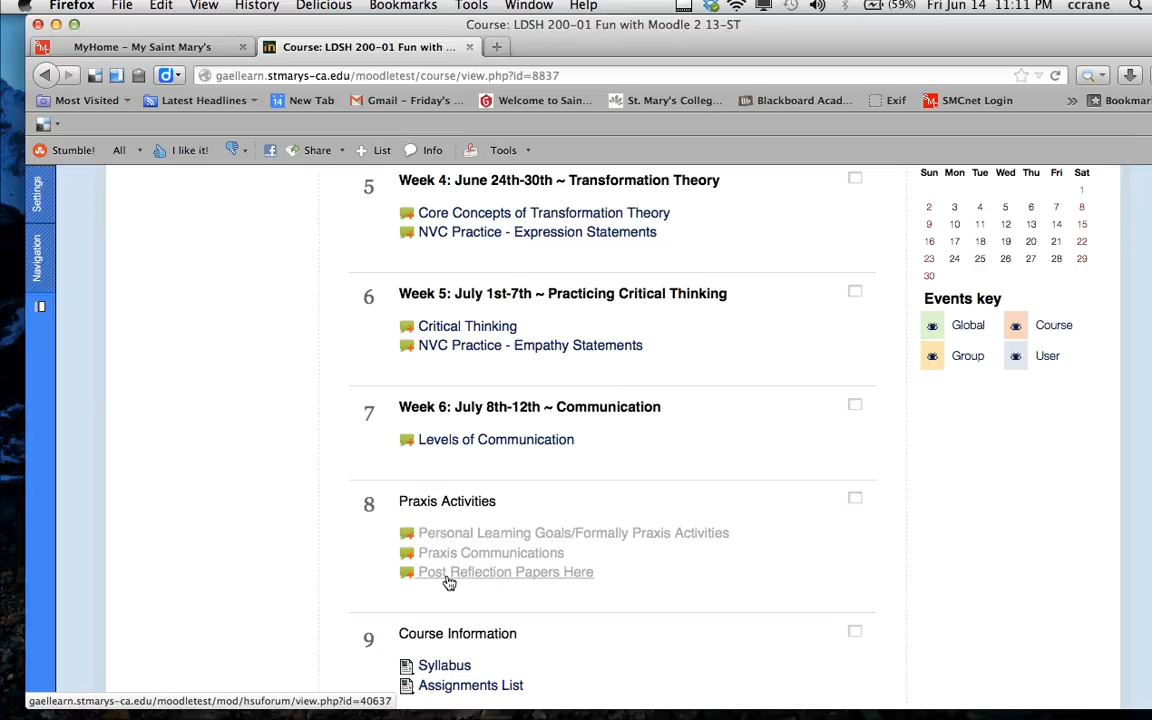 Firefox File Edit View History Delicious Bookmarks Tools Window Help (59%) Fri Jun 14 11:11 PM ccrane
Course: LDSH 200-01 Fun with Moodle 2 13-ST
MyHome – My Saint Mary's Course: LDSH 200-01 Fun with ...
gaellearn.stmarys-ca.edu/moodletest/course/view.php?id=8837
Most Visited Latest Headlines New Tab Gmail – Friday's ... Welcome to Sain... St. Mary's Colleg... Blackboard Acad... Exif SMCnet Login Bookmar
Stumble! All I like it! Share List Info Tools
Settings
Navigation
5 Week 4: June 24th-30th ~ Transformation Theory
Core Concepts of Transformation Theory
NVC Practice - Expression Statements
6 Week 5: July 1st-7th ~ Practicing Critical Thinking
Critical Thinking
NVC Practice - Empathy Statements
7 Week 6: July 8th-12th ~ Communication
Levels of Communication
8 Praxis Activities
Personal Learning Goals/Formally Praxis Activities
Praxis Communications
Post Reflection Papers Here
9 Course Information
Syllabus
Assignments List
Sun Mon Tue Wed Thu Fri Sat
1
2 3 4 5 6 7 8
9 10 11 12 13 14 15
16 17 18 19 20 21 22
23 24 25 26 27 28 29
30
Events key
Global Course
Group User
gaellearn.stmarys-ca.edu/moodletest/mod/hsuforum/view.php?id=40637